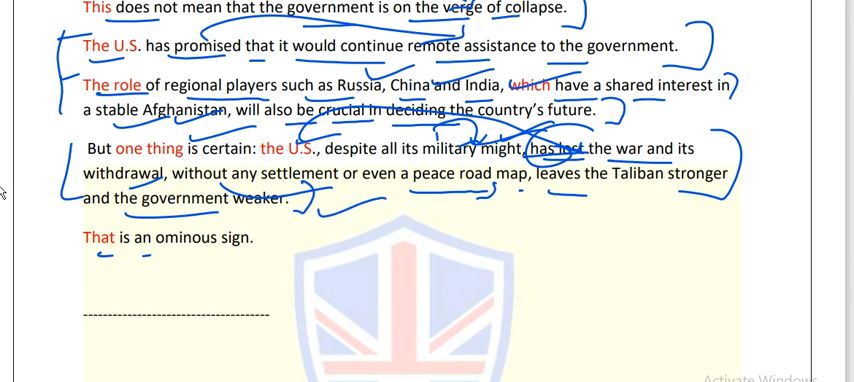 This does not mean that the government is on the verge of collapse.
The U.S. has promised that it would continue remote assistance to the government.
The role of regional players such as Russia, China and India, which have a shared interest in
a stable Afghanistan, will also be crucial in deciding the country's future.
But one thing is certain: the U.S., despite all its military might, has lost the war and its
withdrawal, without any settlement or even a peace road map, leaves the Taliban stronger
and the government weaker.
That is an ominous sign.
---------------------------------------
Activate Windows